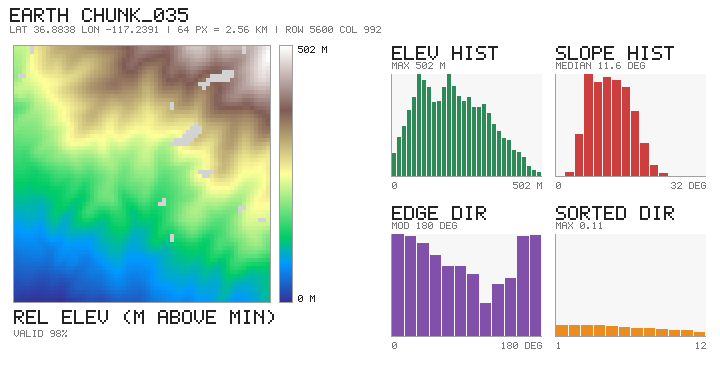 EARTH CHUNK_035
LAT 36.8838 LON -117.2391 | 64 PX = 2.56 KM | ROW 5600 COL 992
502 M
0 M
REL ELEV (M ABOVE MIN)
VALID 98%
ELEV HIST
MAX 502 M
0 502 M
SLOPE HIST
MEDIAN 11.6 DEG
0 32 DEG
EDGE DIR
MOD 180 DEG
0 180 DEG
SORTED DIR
MAX 0.11
1 12